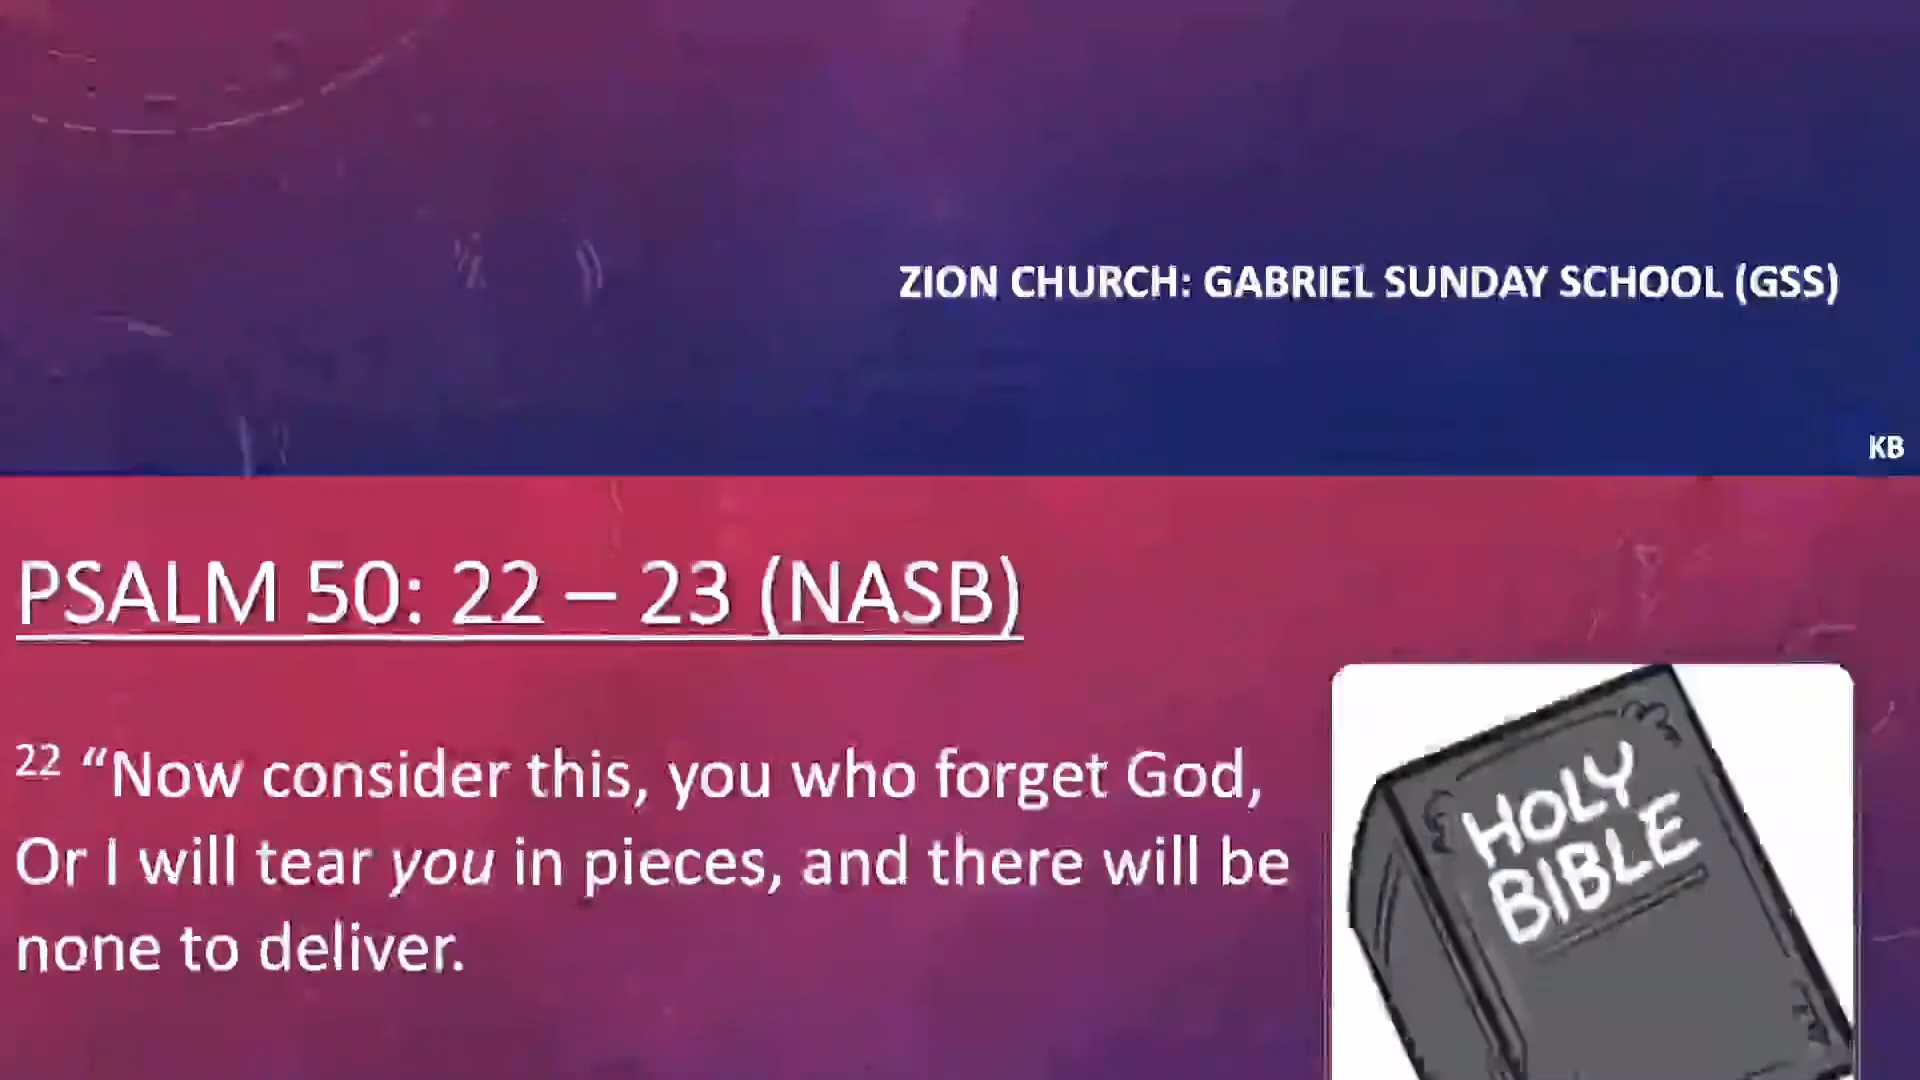 ZION CHURCH: GABRIEL SUNDAY SCHOOL (GSS)
KB
PSALM 50: 22 – 23 (NASB)
22 “Now consider this, you who forget God,
Or I will tear you in pieces, and there will be
none to deliver.
HOLY
BIBLE